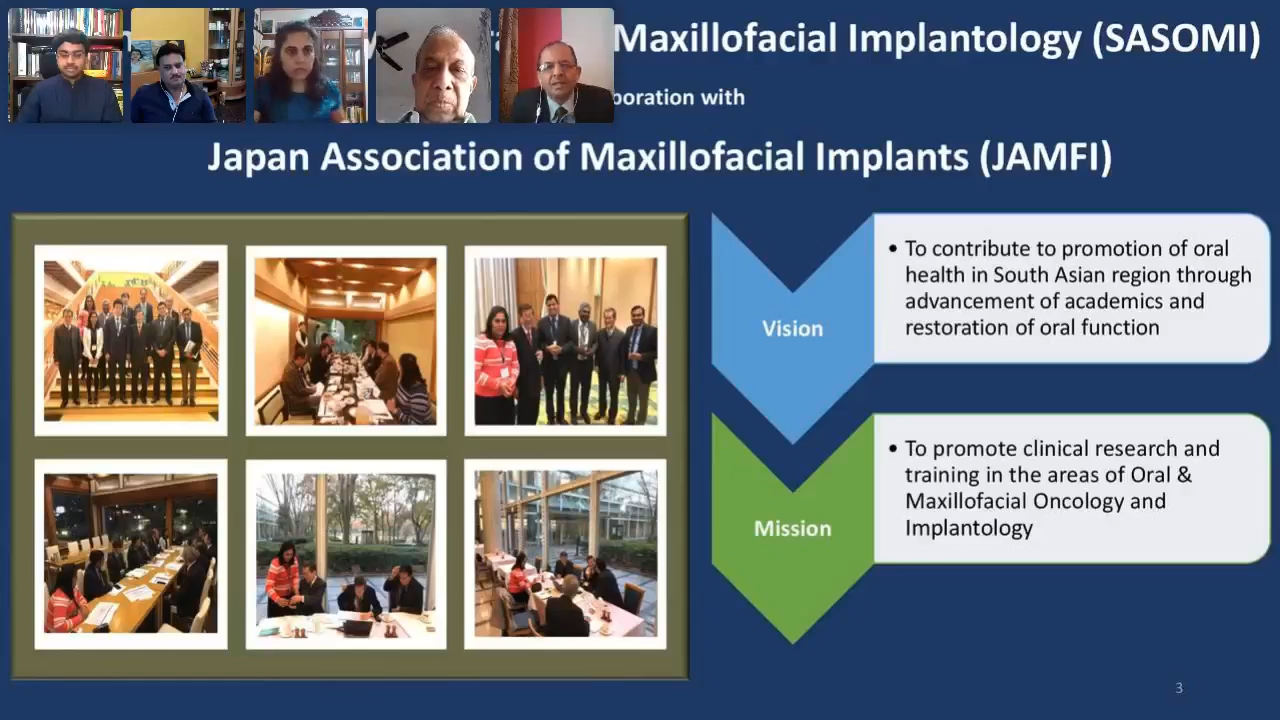 Maxillofacial Implantology (SASOMI)
with
Japan Association of Maxillofacial Implants (JAMFI)
Vision
• To contribute to promotion of oral
health in South Asian region through
advancement of academics and
restoration of oral function
Mission
• To promote clinical research and
training in the areas of Oral &
Maxillofacial Oncology and
Implantology
3